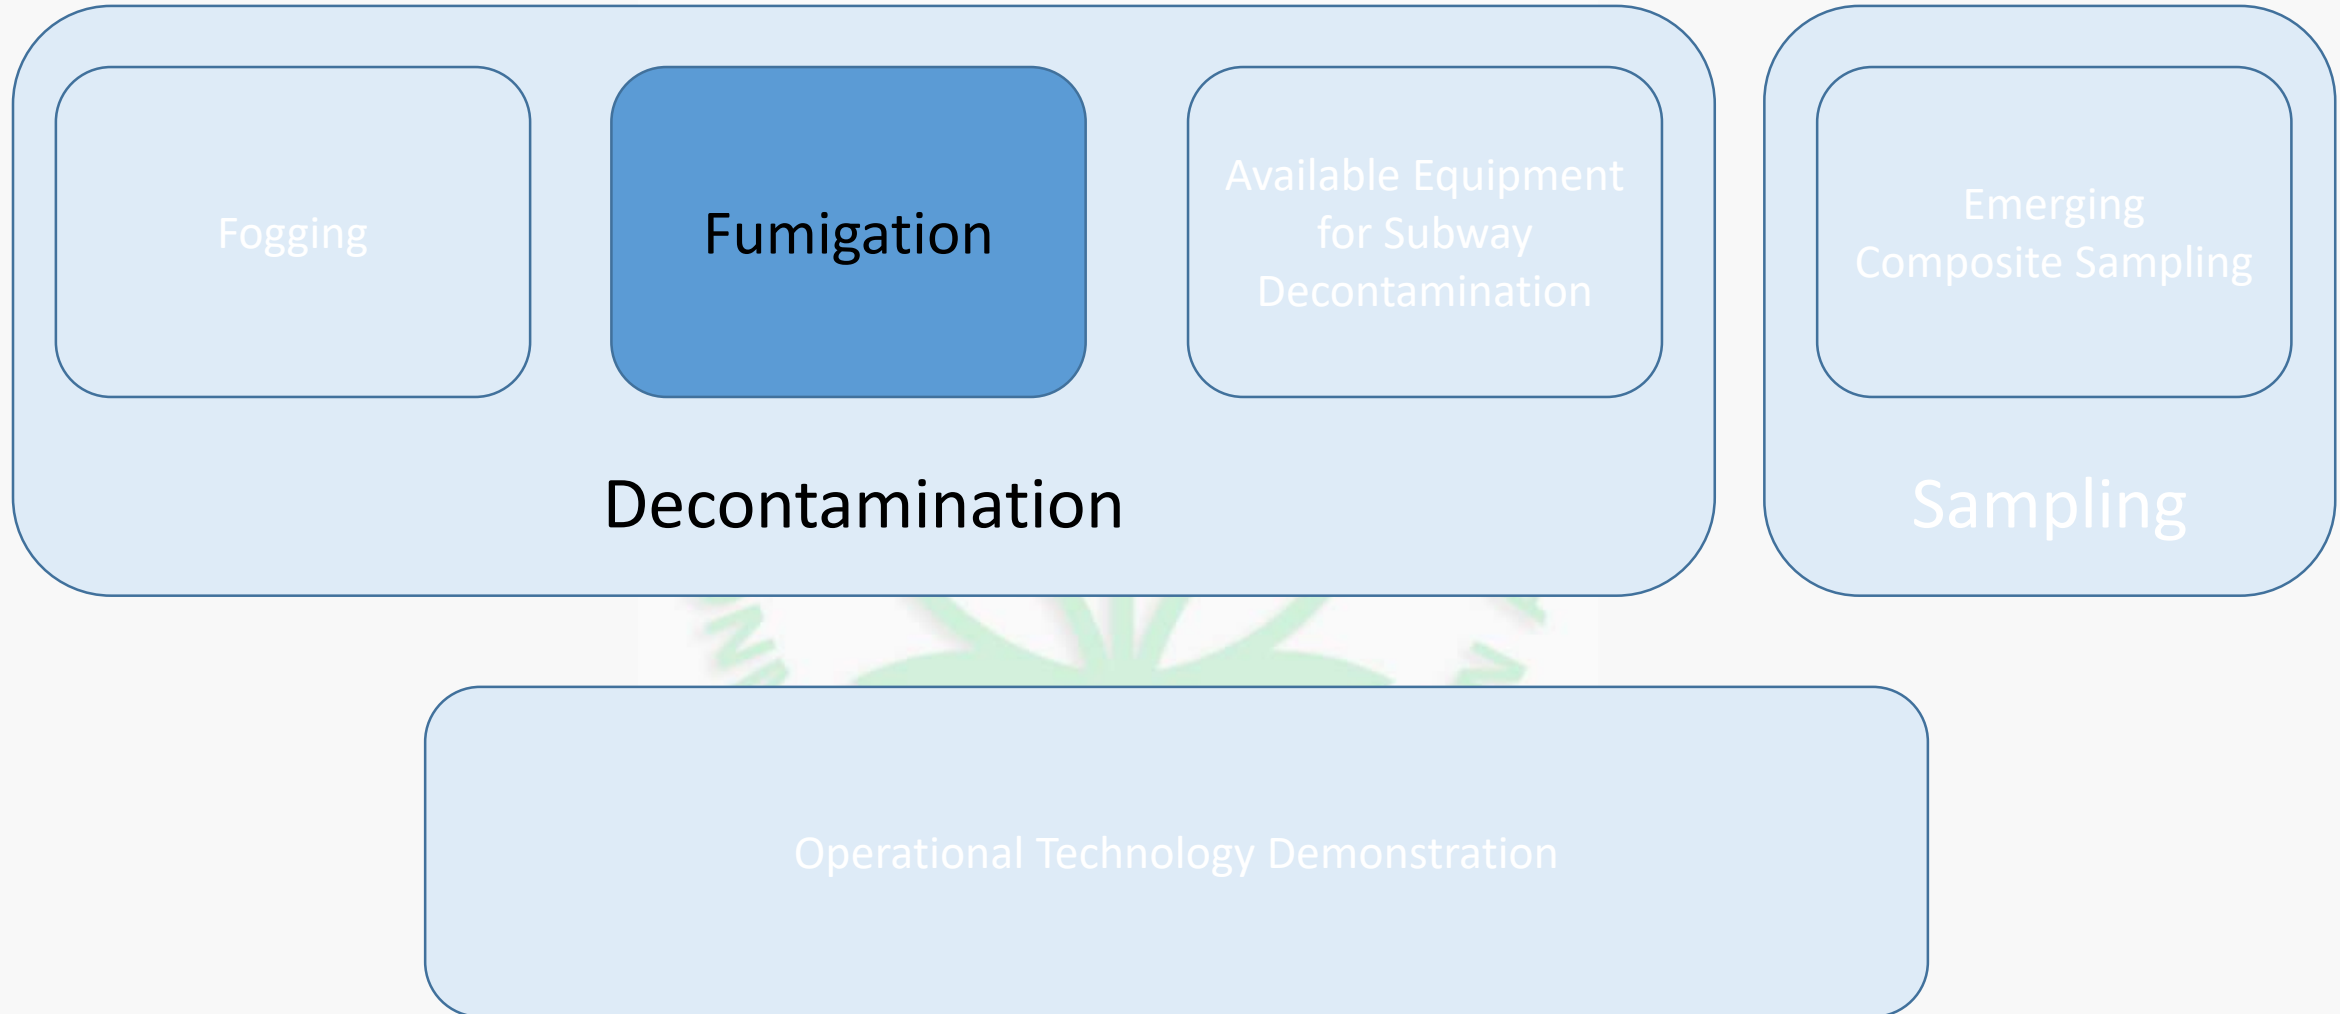 Fogging
Fumigation
Available Equipment
for Subway
Decontamination
Decontamination
Emerging
Composite Sampling
Sampling
Operational Technology Demonstration